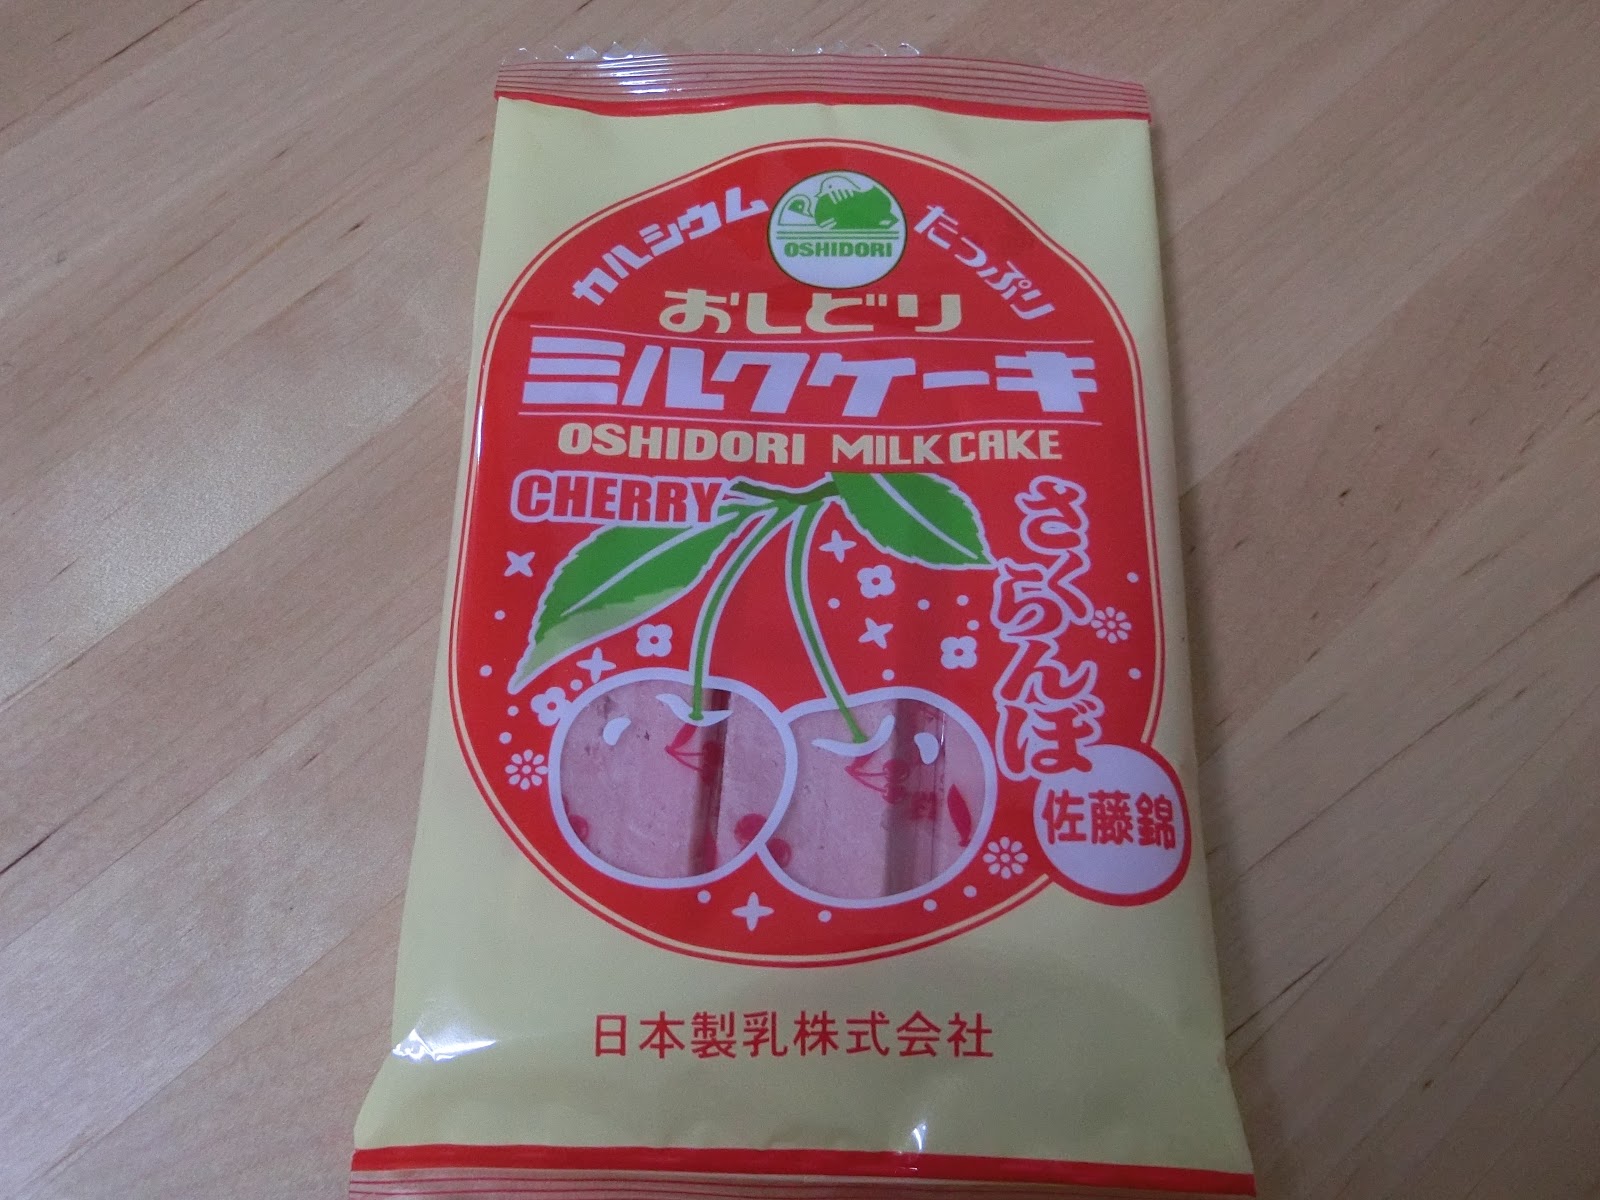 カルシウム
たっぷり
OSHIDORI
おしどり
ミルクケーキ
OSHIDORI MILK CAKE
CHERRY
さくらんぼ
佐藤錦
日本製乳株式会社